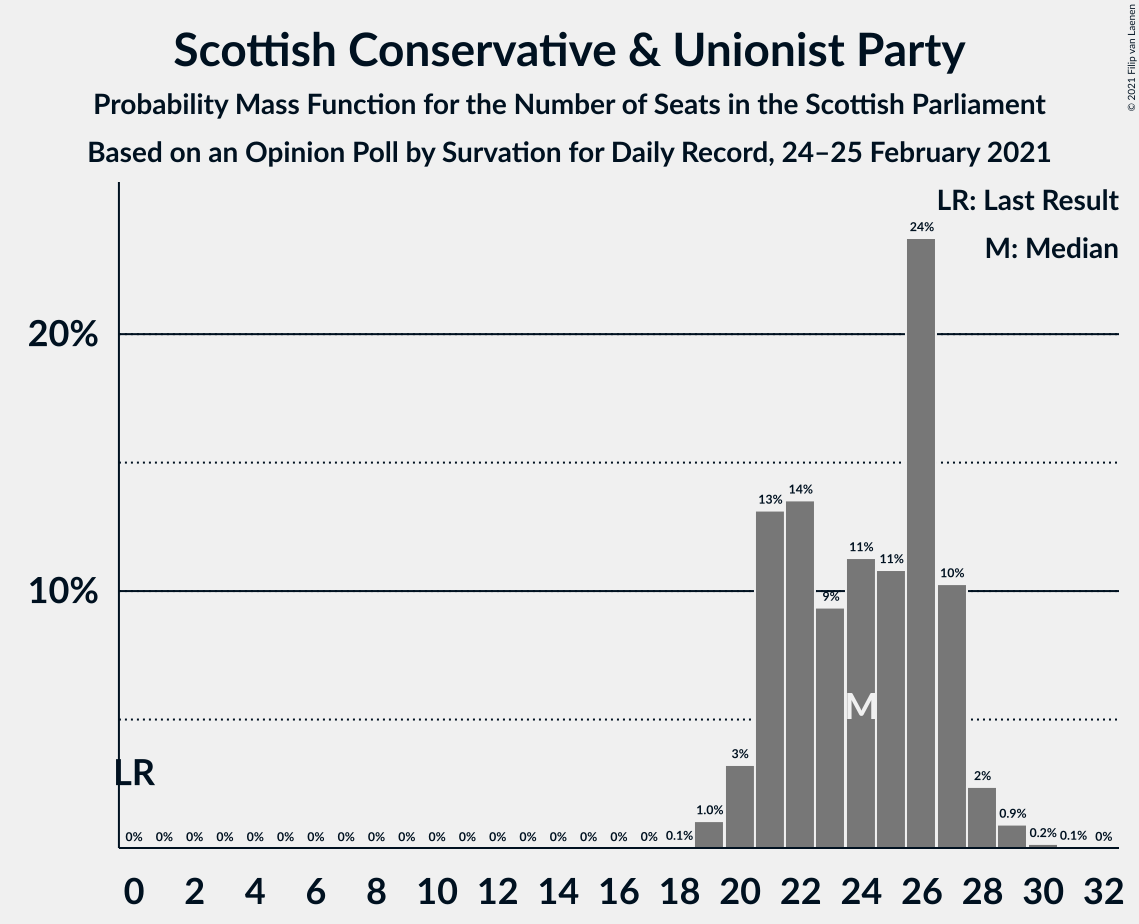 Scottish Conservative & Unionist Party
Probability Mass Function for the Number of Seats in the Scottish Parliament
Based on an Opinion Poll by Survation for Daily Record, 24–25 February 2021
© 2021 Filip van Laenen
LR: Last Result
M: Median
24%
20%
14%
13%
11%
11%
10%
10%
9%
M
3%
2%
LR
1.0%
0.9%
0% 0% 0% 0% 0% 0% 0% 0% 0% 0% 0% 0% 0% 0% 0% 0% 0% 0% 0.1% 0.2% 0.1% 0%
0 2 4 6 8 10 12 14 16 18 20 22 24 26 28 30 32